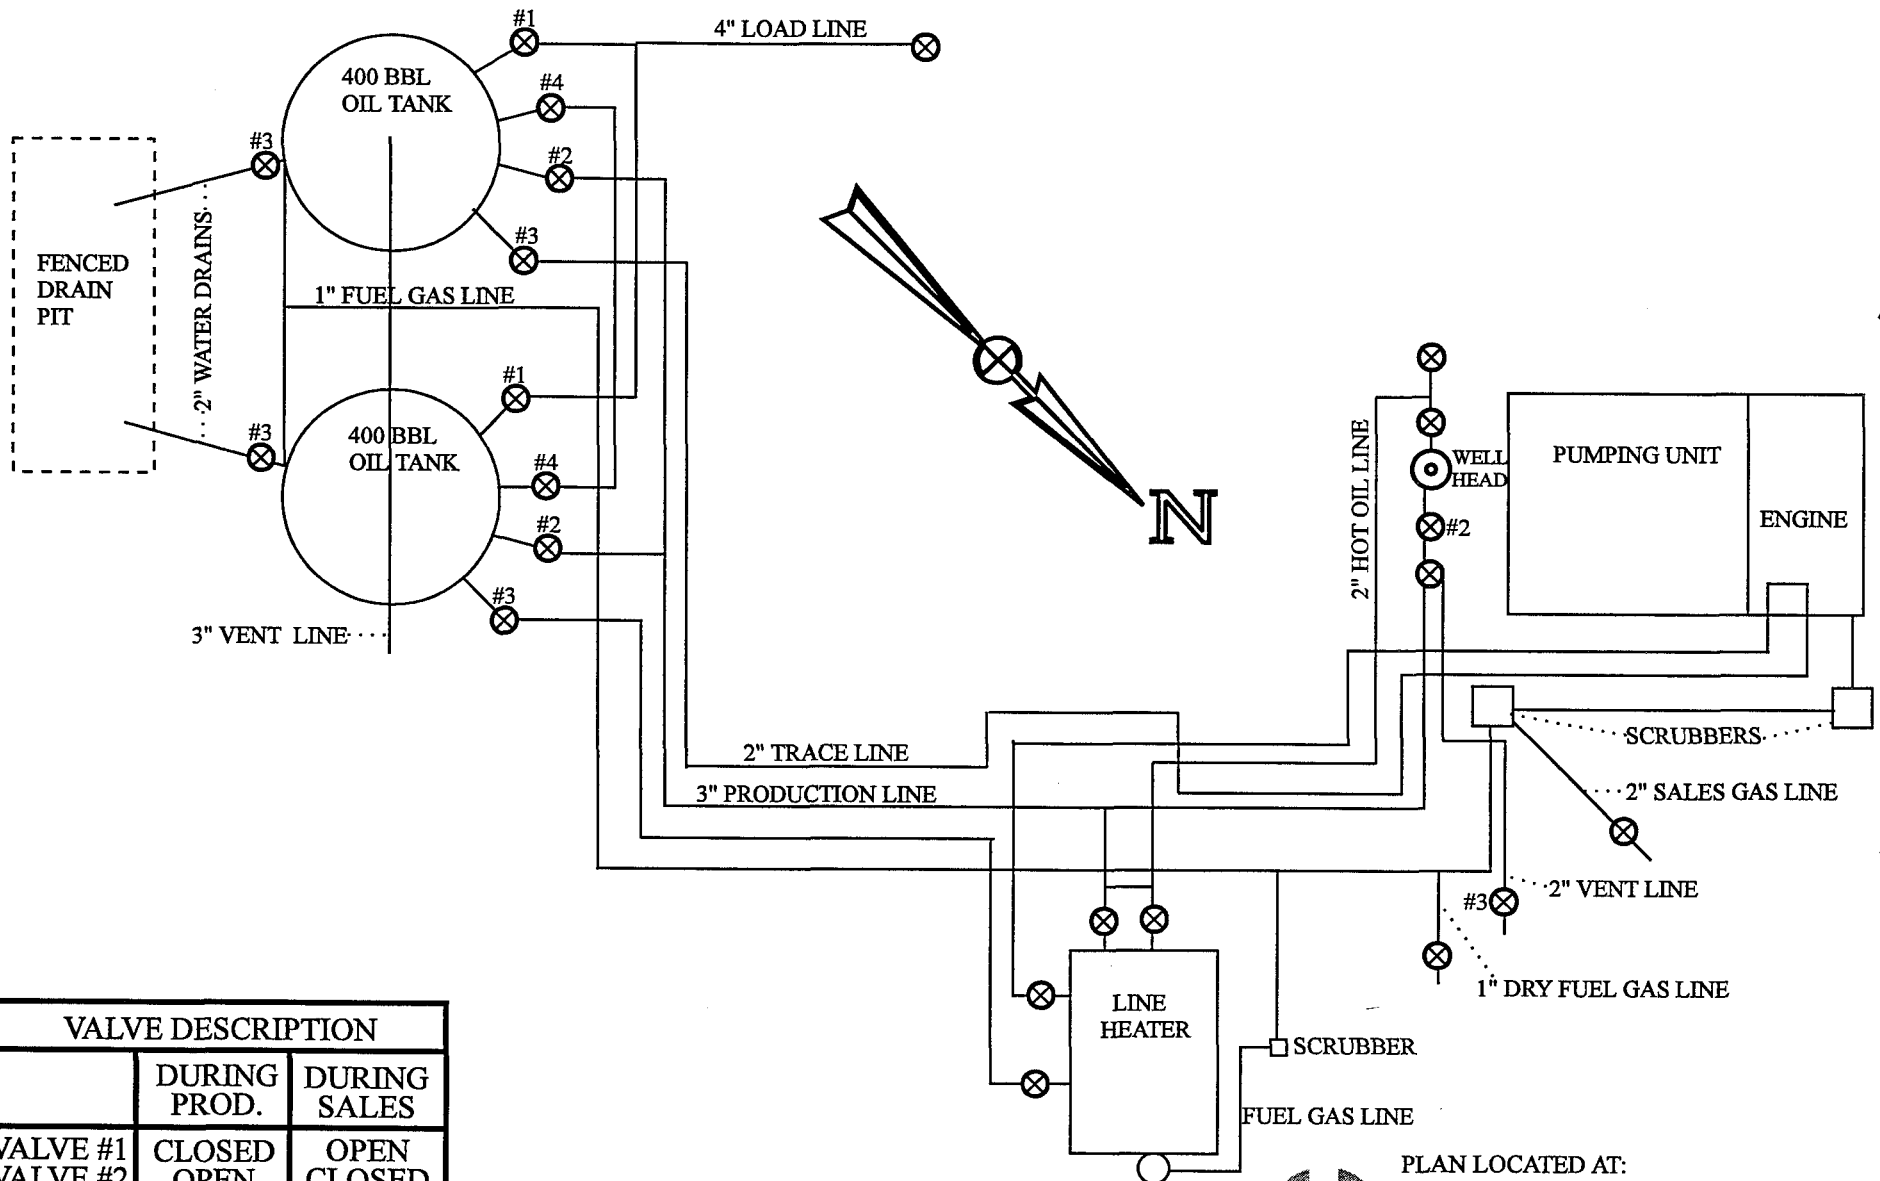 #1
4" LOAD LINE
400 BBL
OIL TANK
#4
#3
#2
#3
FENCED
DRAIN
PIT
2" WATER DRAINS
1" FUEL GAS LINE
#1
400 BBL
OIL TANK
#3
#4
#2
#3
3" VENT LINE
N
2" HOT OIL LINE
WELL
HEAD
#2
PUMPING UNIT
ENGINE
SCRUBBERS
2" TRACE LINE
3" PRODUCTION LINE
2" SALES GAS LINE
2" VENT LINE
#3
1" DRY FUEL GAS LINE
LINE
HEATER
SCRUBBER
FUEL GAS LINE
PLAN LOCATED AT:
VALVE DESCRIPTION
DURING PROD.
DURING SALES
VALVE #1 CLOSED OPEN
VALVE #2 OPEN CLOSED